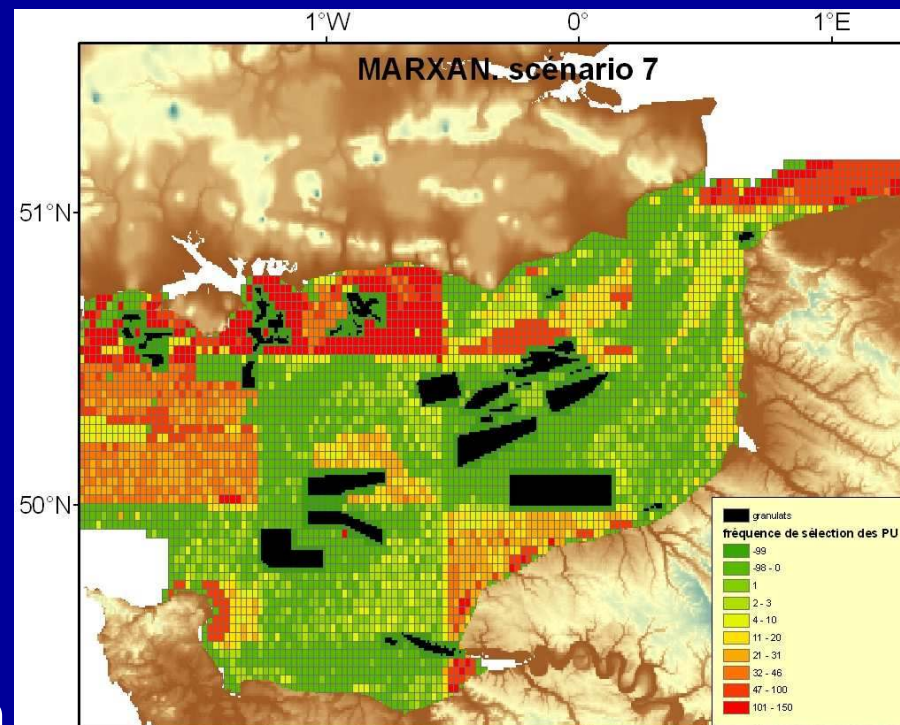 1°W 0° 1°E
MARXAN. scénario 7
51°N
50°N
granulats
fréquence de sélection des PU
-99
-98 - 0
1
2 - 3
4 - 10
11 - 20
21 - 31
32 - 46
47 - 100
101 - 150